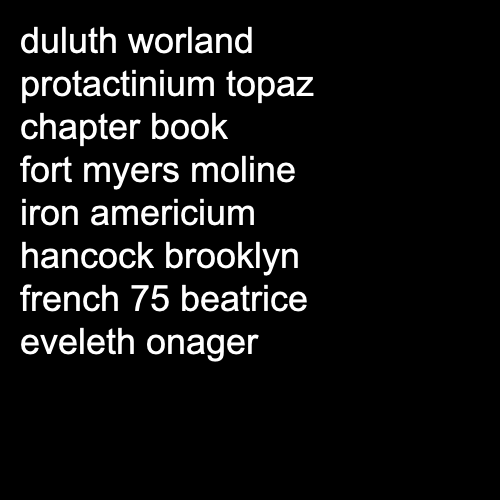 duluth worland
protactinium topaz
chapter book
fort myers moline
iron americium
hancock brooklyn
french 75 beatrice
eveleth onager